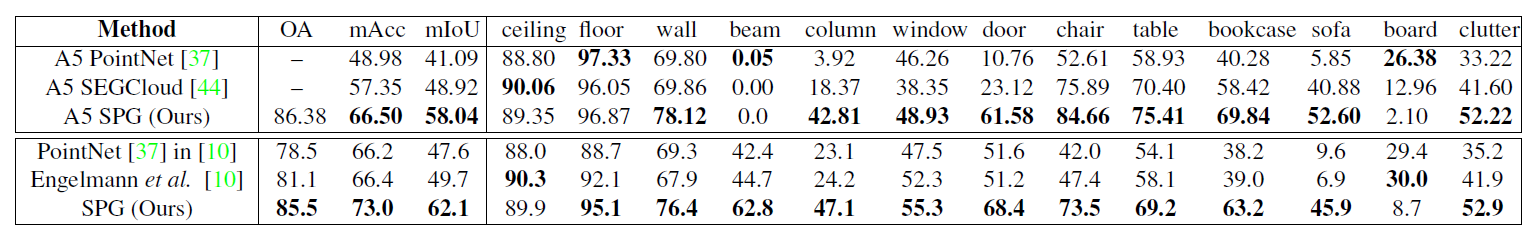 Method OA mAcc mIoU ceiling floor wall beam column window door chair table bookcase sofa board clutter
A5 PointNet [37] – 48.98 41.09 88.80 97.33 69.80 0.05 3.92 46.26 10.76 52.61 58.93 40.28 5.85 26.38 33.22
A5 SEGCloud [44] – 57.35 48.92 90.06 96.05 69.86 0.00 18.37 38.35 23.12 75.89 70.40 58.42 40.88 12.96 41.60
A5 SPG (Ours) 86.38 66.50 58.04 89.35 96.87 78.12 0.0 42.81 48.93 61.58 84.66 75.41 69.84 52.60 2.10 52.22
PointNet [37] in [10] 78.5 66.2 47.6 88.0 88.7 69.3 42.4 23.1 47.5 51.6 42.0 54.1 38.2 9.6 29.4 35.2
Engelmann et al. [10] 81.1 66.4 49.7 90.3 92.1 67.9 44.7 24.2 52.3 51.2 47.4 58.1 39.0 6.9 30.0 41.9
SPG (Ours) 85.5 73.0 62.1 89.9 95.1 76.4 62.8 47.1 55.3 68.4 73.5 69.2 63.2 45.9 8.7 52.9